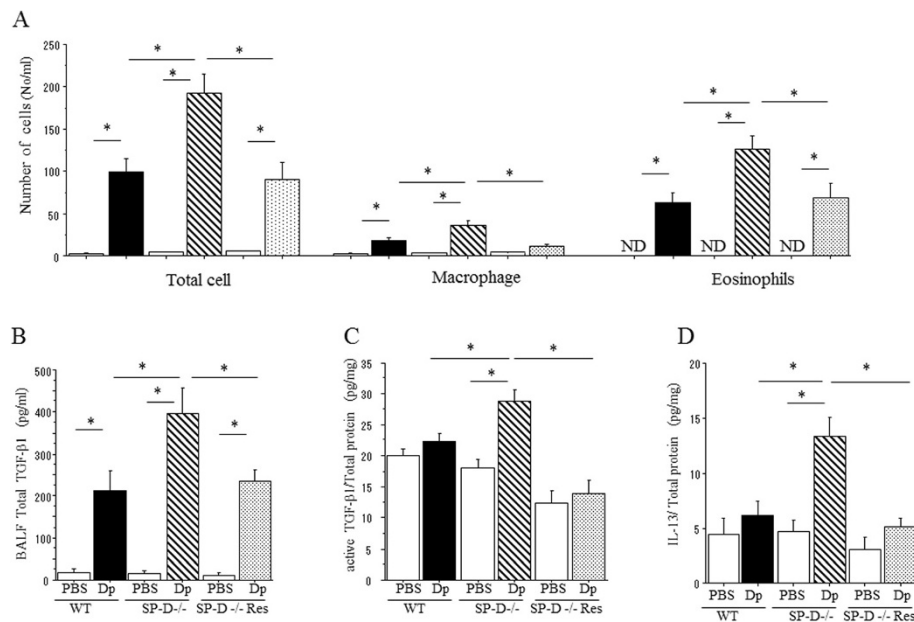 A
Number of cells (No/ml)
250
200
150
100
50
0
* * * * *
* * * * *
ND ND ND
* * * * *
Total cell Macrophage Eosinophils
B
BALF Total TGF-β1
(pg/ml)
500
400
300
200
100
0
* * * * *
PBS Dp PBS Dp PBS Dp
WT SP-D-/- SP-D -/- Res
C
active TGF-β1/Total protein (pg/mg)
35
30
25
20
15
10
5
0
* * *
PBS Dp PBS Dp PBS Dp
WT SP-D-/- SP-D -/- Res
D
IL-13/ Total protein (pg/mg)
20
15
10
5
0
* * *
PBS Dp PBS Dp PBS Dp
WT SP-D-/- SP-D -/- Res